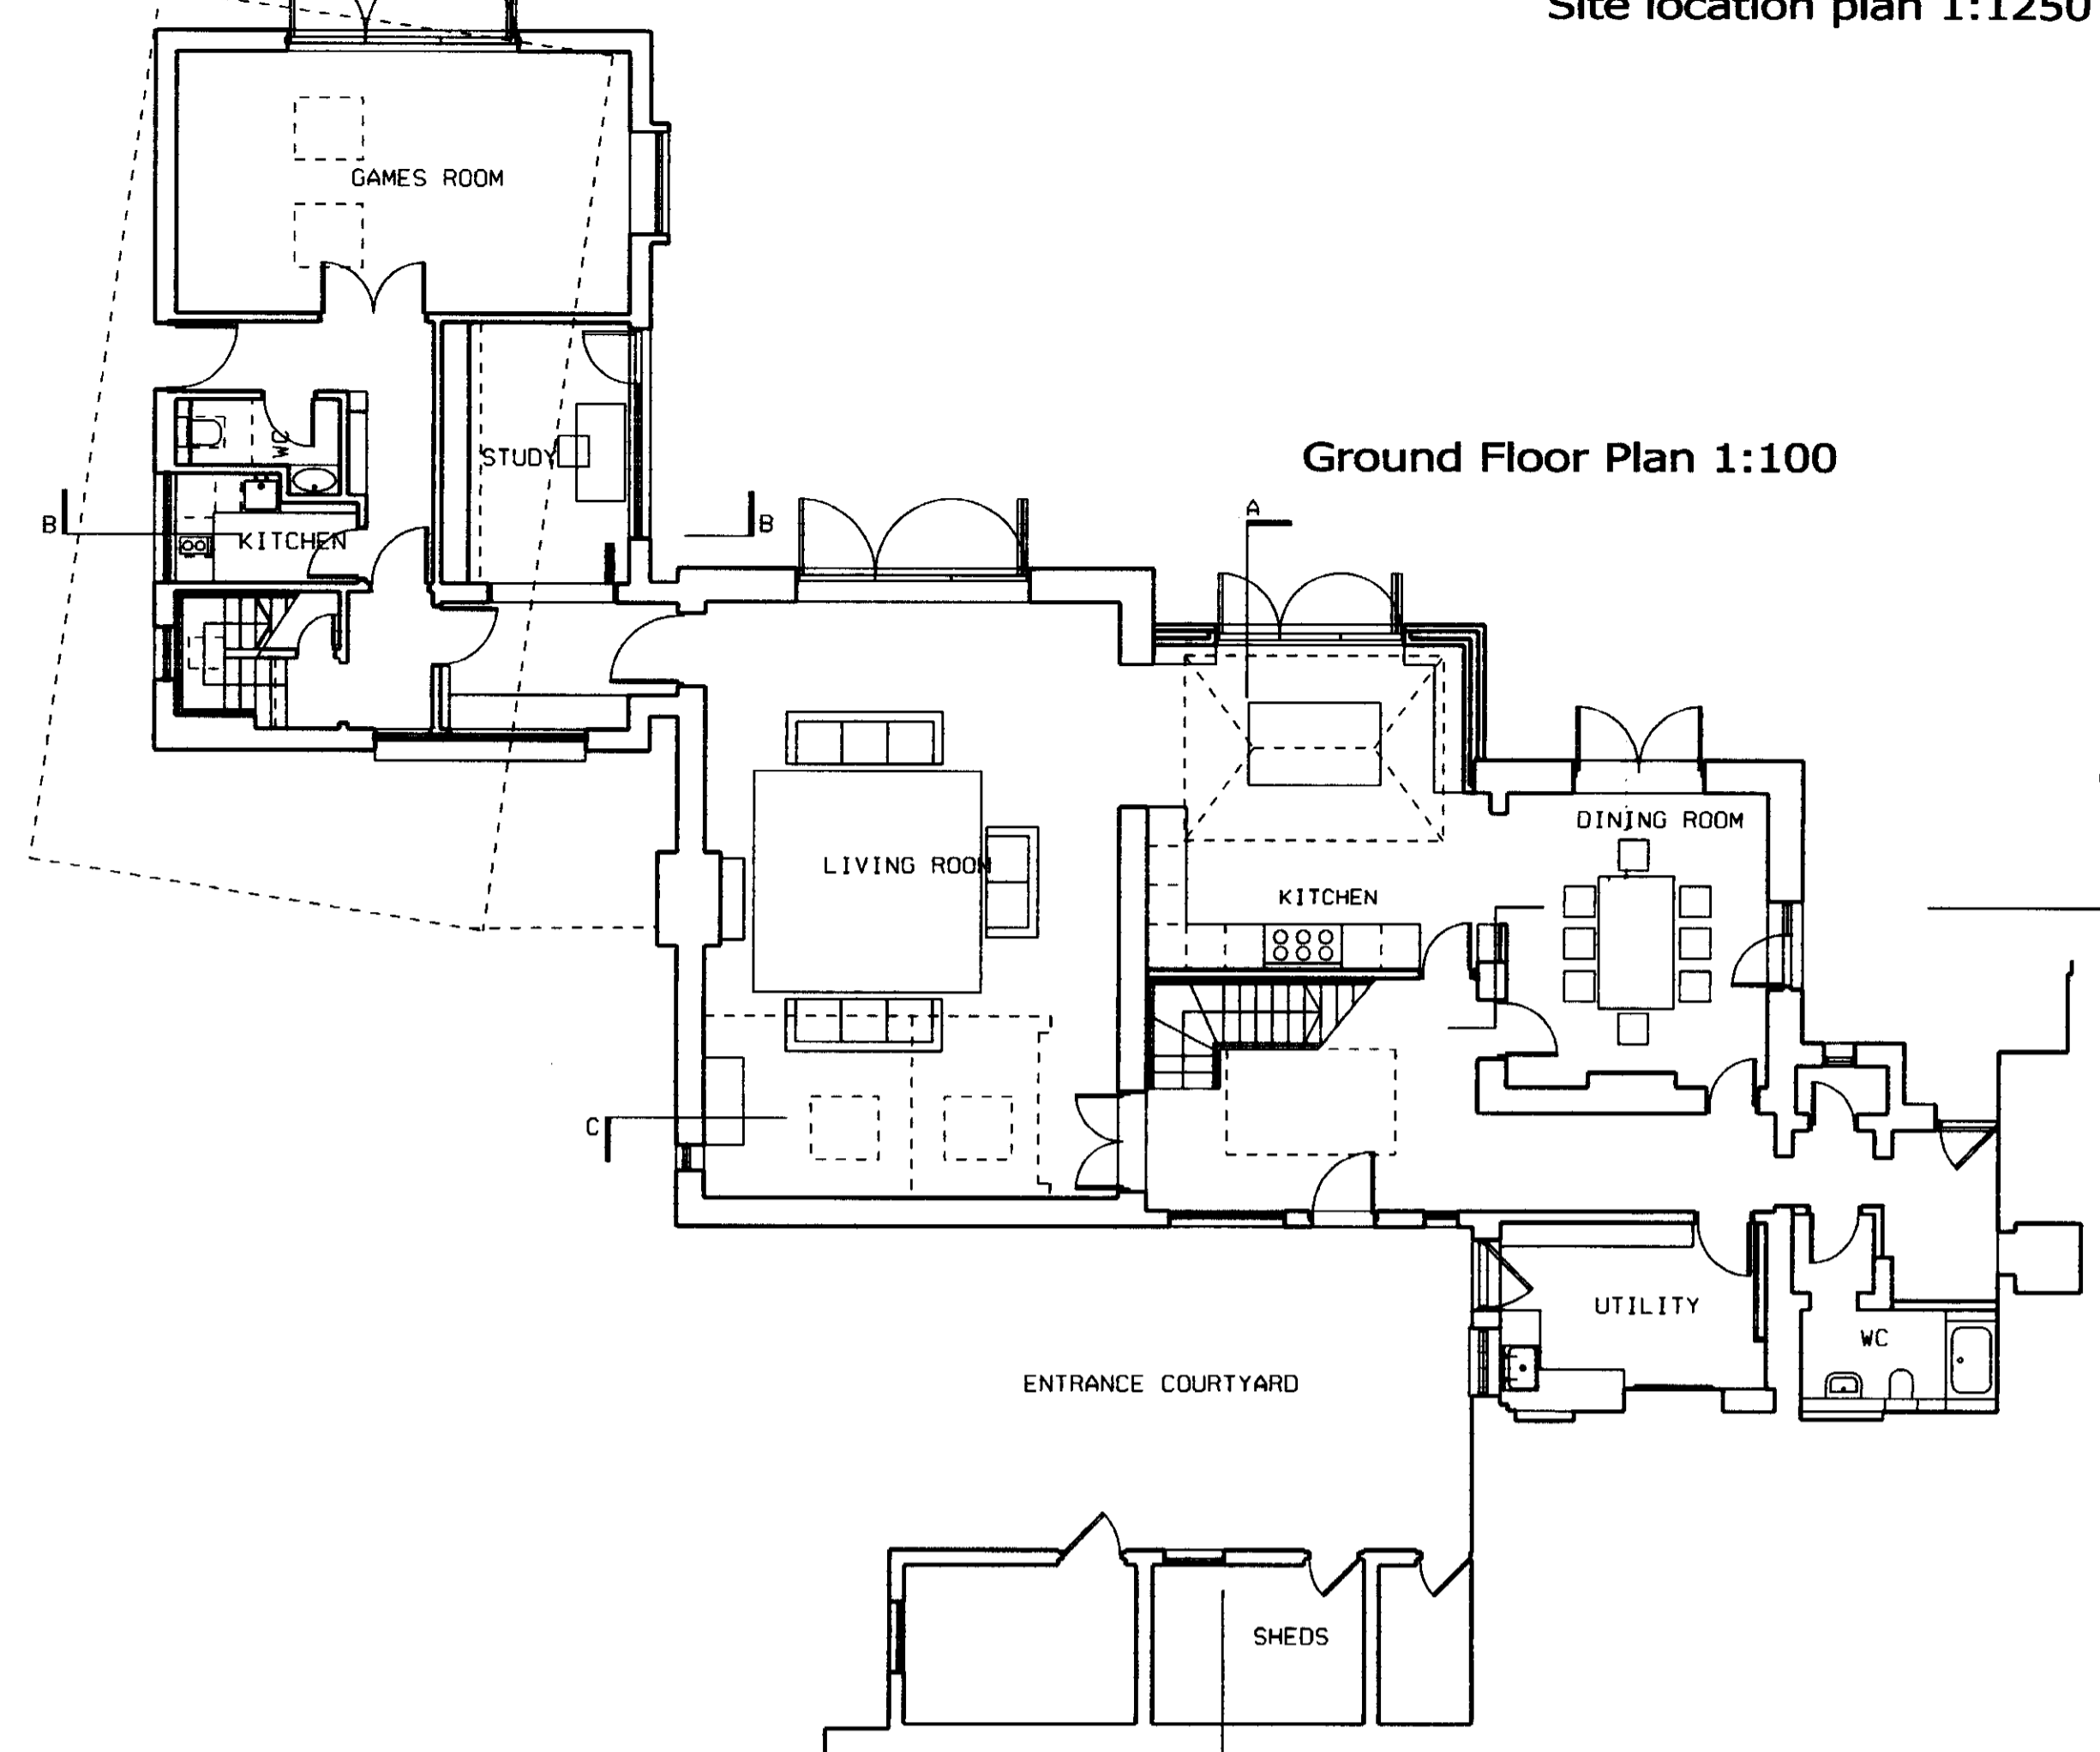 Site location plan 1:1250
GAMES ROOM
Ground Floor Plan 1:100
WC
STUDY
A
B
B
KITCHEN
DINING ROOM
LIVING ROOM
KITCHEN
C
UTILITY
WC
ENTRANCE COURTYARD
SHEDS